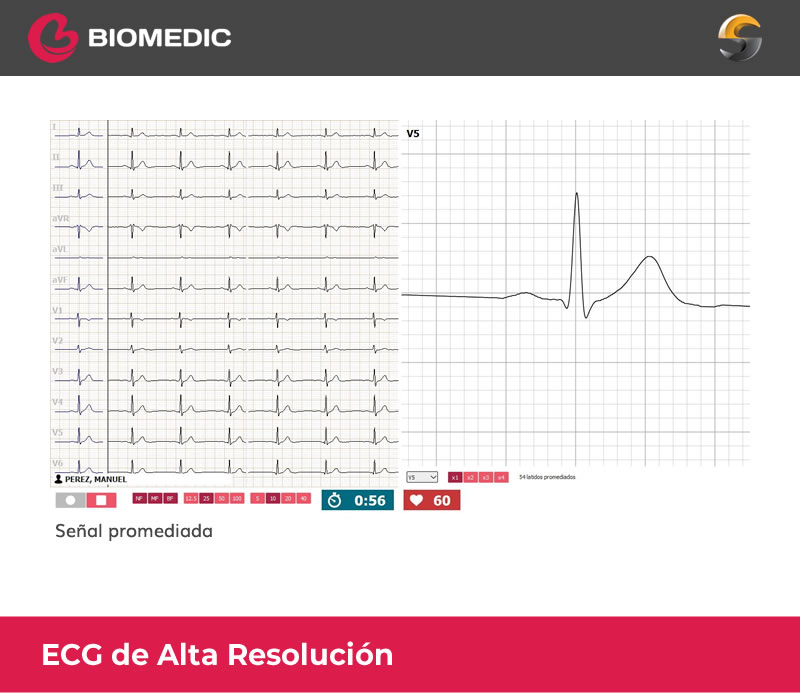 BIOMEDIC
I
II
III
aVR
aVL
aVF
V1
V2
V3
V4
V5
V6
PEREZ, MANUEL
NF MF BF 12.5 25 50 100 5 10 20 40
0:56
60
V5
V5 x1 x2 x3 x4 54 latidos promediados
Señal promediada
ECG de Alta Resolución